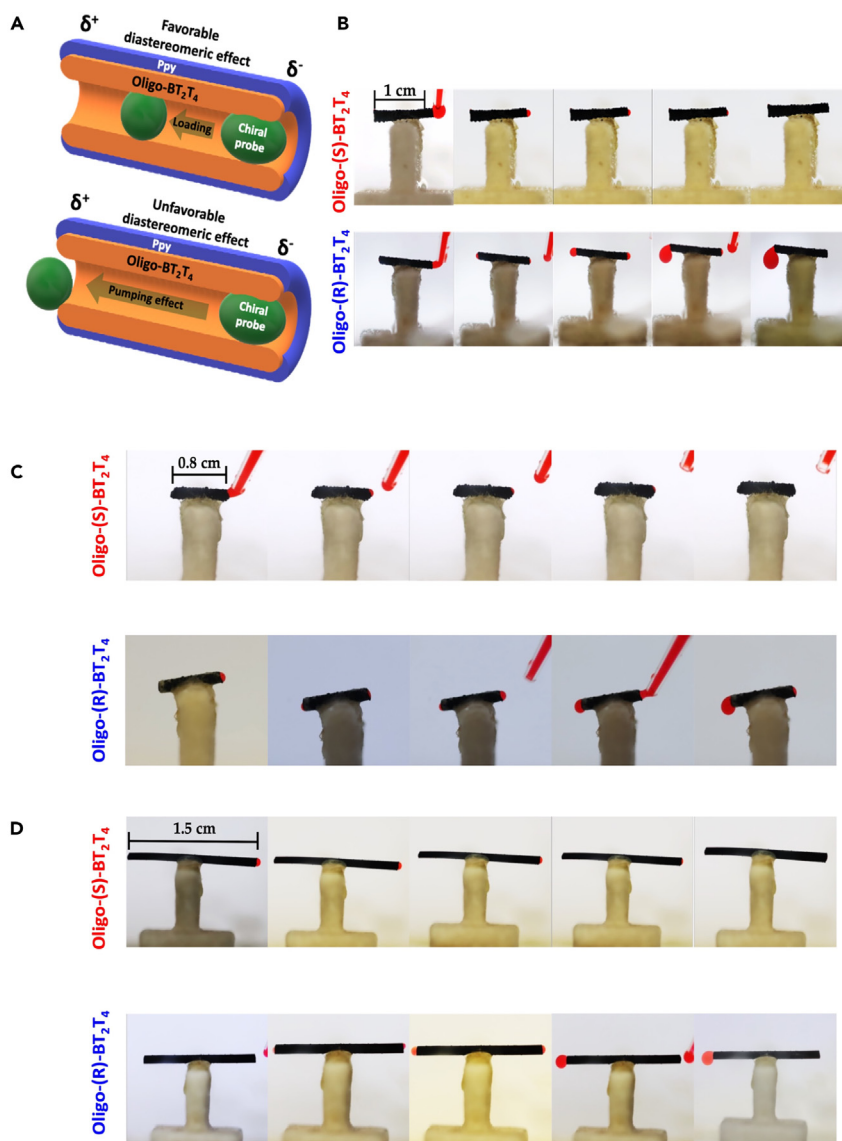 A
δ+
Favorable
diastereomeric effect
δ-
Ppy
Oligo-BT2T4
Loading
Chiral
probe
δ+
Unfavorable
diastereomeric effect
δ-
Ppy
Oligo-BT2T4
Pumping effect
Chiral
probe
B
Oligo-(S)-BT2T4
1 cm
Oligo-(R)-BT2T4
C
Oligo-(S)-BT2T4
0.8 cm
Oligo-(R)-BT2T4
D
Oligo-(S)-BT2T4
1.5 cm
Oligo-(R)-BT2T4